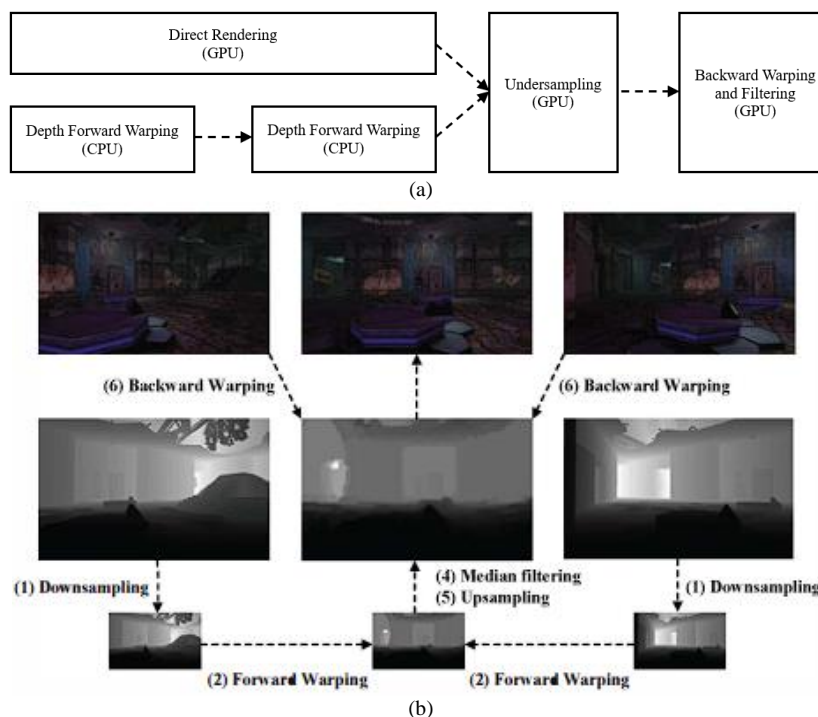 Direct Rendering
(GPU)
Undersampling
(GPU)
Backward Warping
and Filtering
(GPU)
Depth Forward Warping
(CPU)
Depth Forward Warping
(CPU)
(a)
(6) Backward Warping
(6) Backward Warping
(1) Downsampling
(4) Median filtering
(5) Upsampling
(1) Downsampling
(2) Forward Warping
(2) Forward Warping
(b)